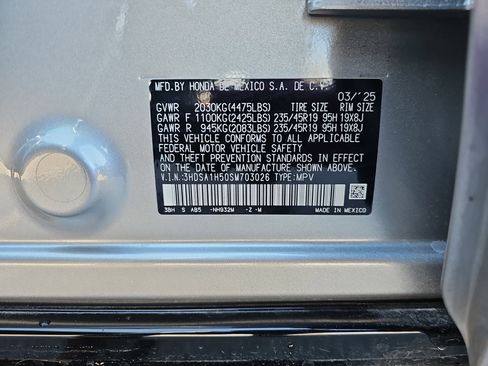 MFD.BY HONDA DE MEXICO S.A. DE C.V.
03/'25
GVWR 2030KG(4475LBS) TIRE SIZE RIM SIZE
GAWR F 1100KG(2425LBS) 235/45R19 95H 19X8J
GAWR R 945KG(2083LBS) 235/45R19 95H 19X8J
THIS VEHICLE CONFORMS TO ALL APPLICABLE
FEDERAL MOTOR VEHICLE SAFETY
AND THEFT PREVENTION STANDARDS IN EFFECT ON
THE DATE OF MANUFACTURE SHOWN ABOVE.
V.I.N:3HDSA1H50SM703026 TYPE:MPV
3BH S AB5 -NH932M -Z -M
MADE IN MEXICO